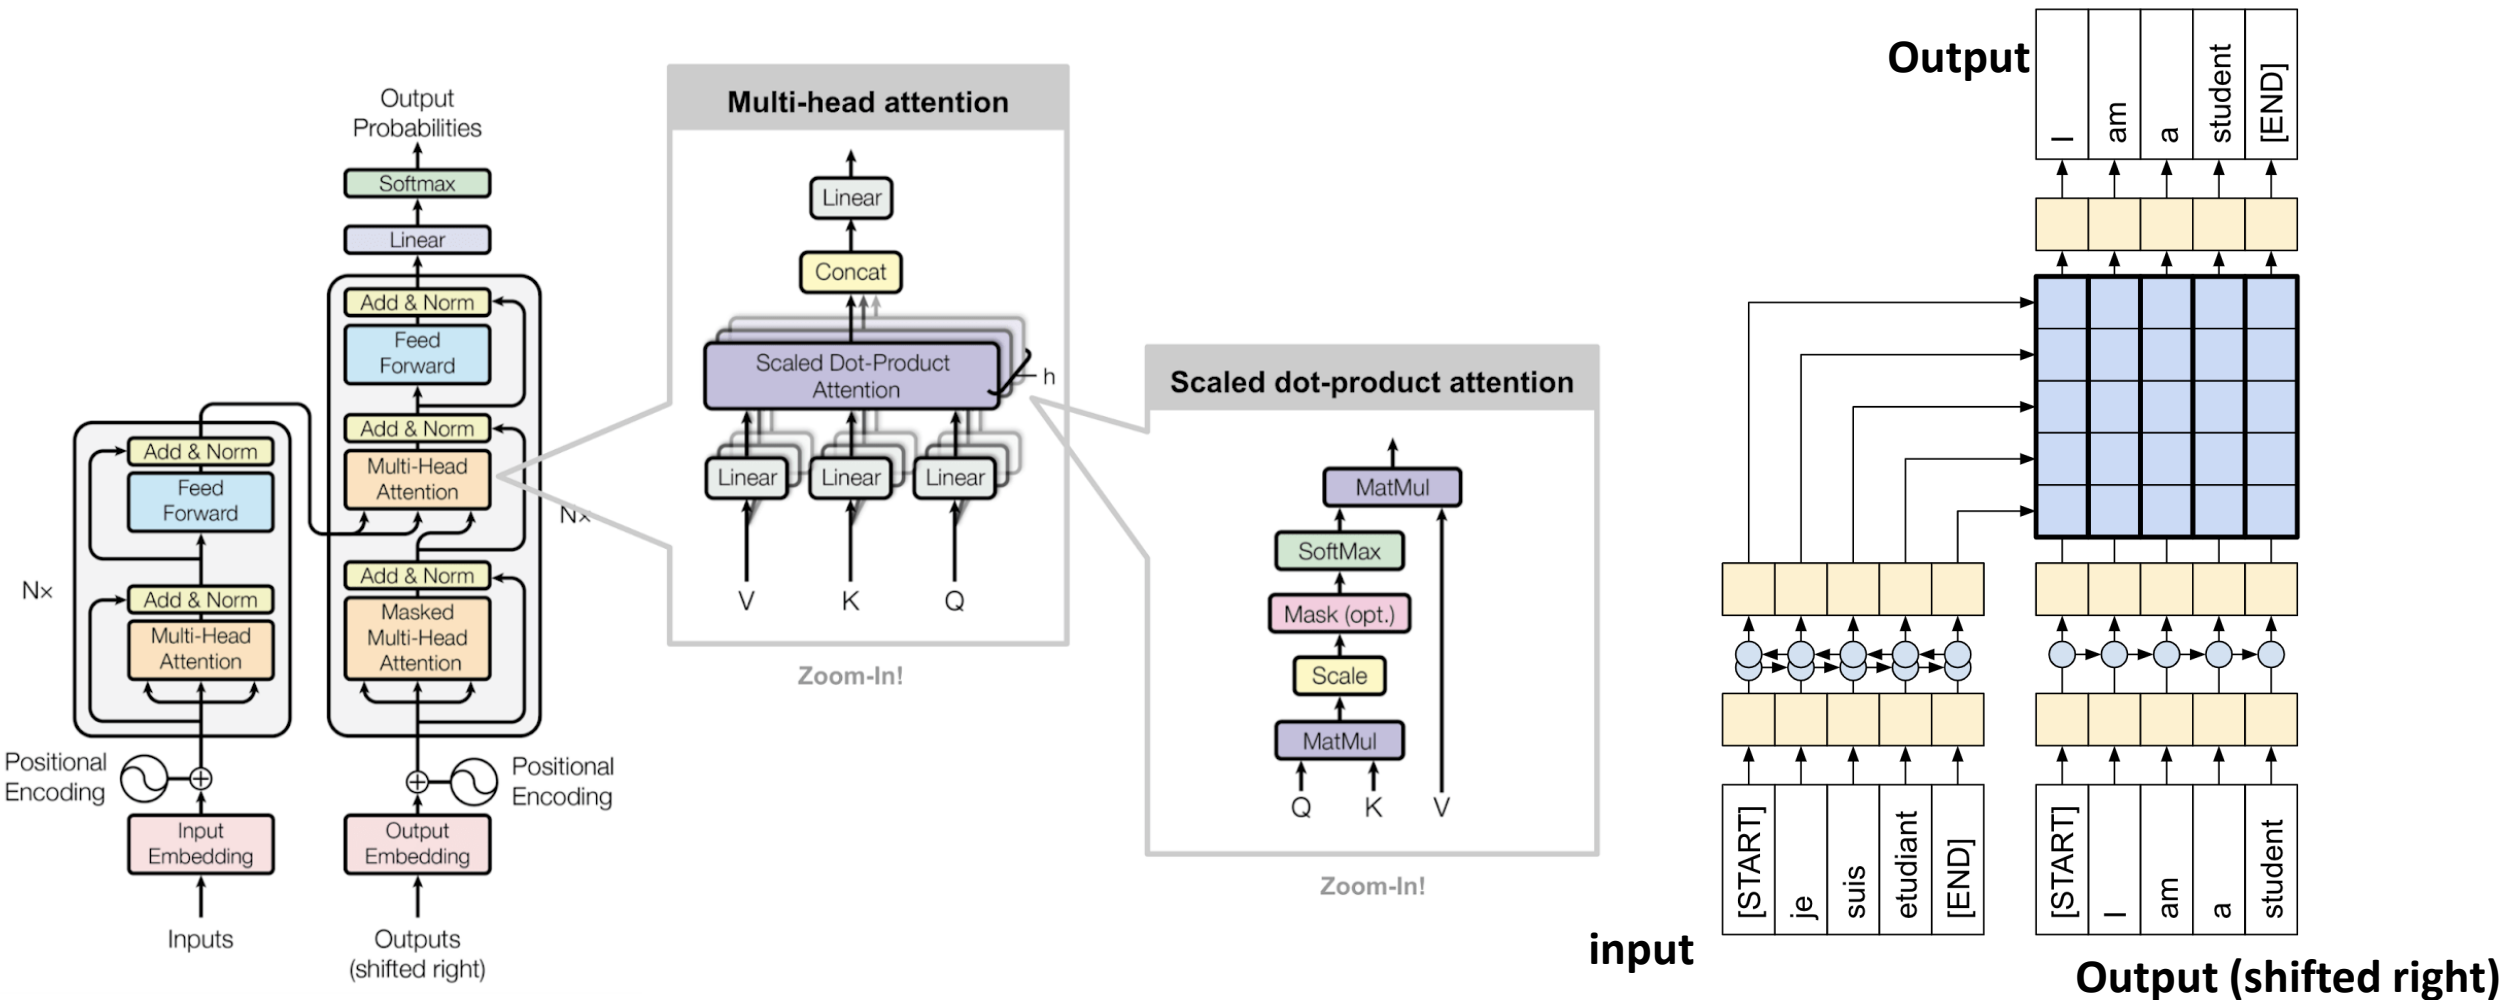 Output
Probabilities
Softmax
Linear
Add & Norm
Feed
Forward
Add & Norm
Multi-Head
Attention
Nx
Add & Norm
Masked
Multi-Head
Attention
Positional
Encoding
Output
Embedding
Outputs
(shifted right)
Add & Norm
Feed
Forward
Nx
Add & Norm
Multi-Head
Attention
Positional
Encoding
Input
Embedding
Inputs
Multi-head attention
Linear
Concat
Scaled Dot-Product
Attention
h
Linear Linear Linear
V K Q
Zoom-In!
Scaled dot-product attention
MatMul
SoftMax
Mask (opt.)
Scale
MatMul
Q K V
Zoom-In!
Output
I
am
a
student
[END]
[START]
je
suis
etudiant
[END]
input
[START]
I
am
a
student
Output (shifted right)